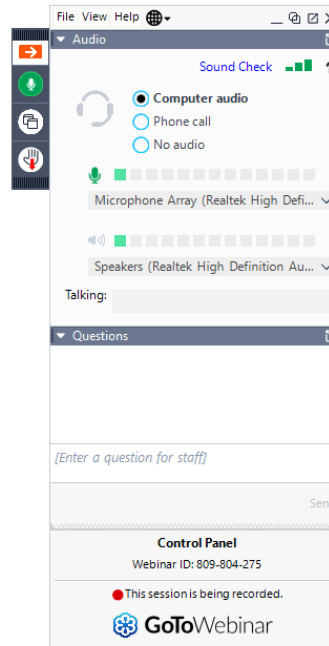 File View Help
Audio
Sound Check
Computer audio
Phone call
No audio
Microphone Array (Realtek High Defi...
Speakers (Realtek High Definition Au...
Talking:
Questions
[Enter a question for staff]
Sen
Control Panel
Webinar ID: 809-804-275
This session is being recorded.
GoToWebinar